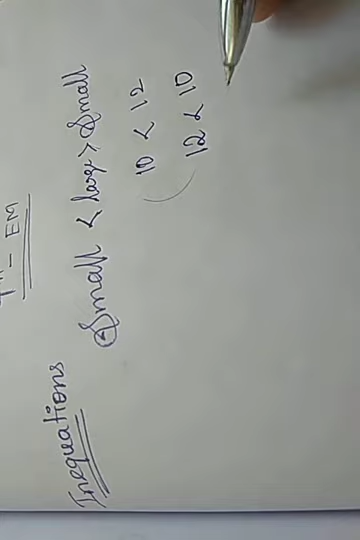 - EM
Inequations
Small < large > Small
10 < 12
12 < 10